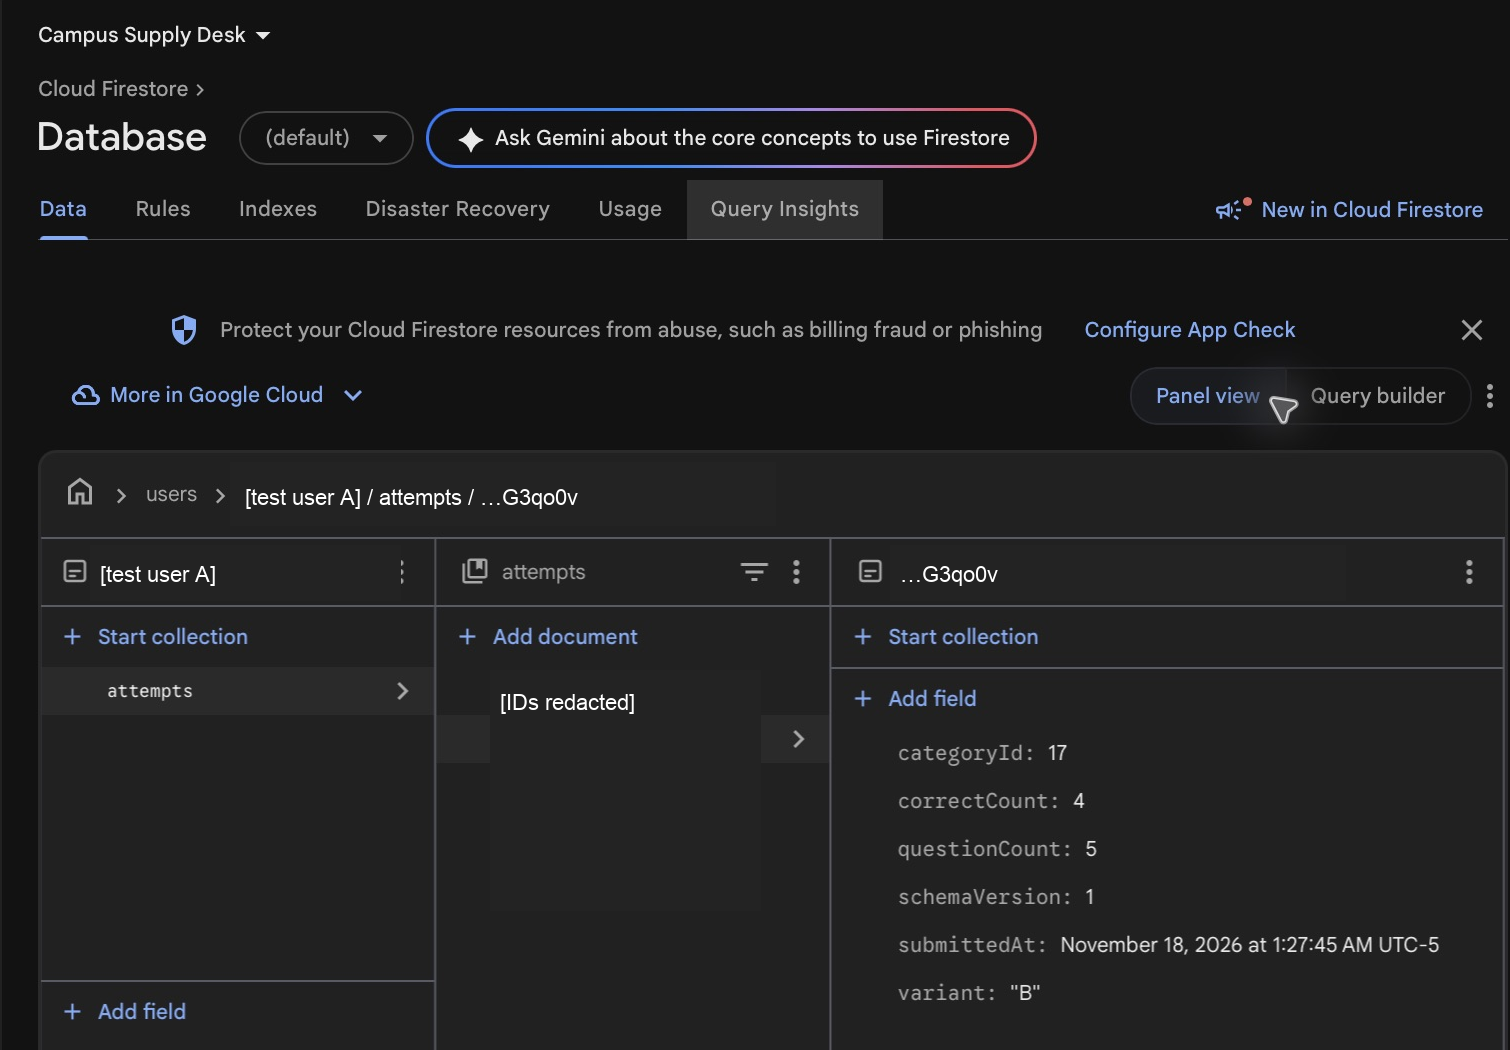 Campus Supply Desk
Cloud Firestore
Database
(default)
Ask Gemini about the core concepts to use Firestore
Data
Rules
Indexes
Disaster Recovery
Usage
Query Insights
New in Cloud Firestore
Protect your Cloud Firestore resources from abuse, such as billing fraud or phishing
Configure App Check
More in Google Cloud
Panel view
Query builder
users
[test user A] / attempts / …G3qo0v
[test user A]
Start collection
attempts
Add field
attempts
Add document
[IDs redacted]
…G3qo0v
Start collection
Add field
categoryId: 17
correctCount: 4
questionCount: 5
schemaVersion: 1
submittedAt: November 18, 2026 at 1:27:45 AM UTC-5
variant: "B"